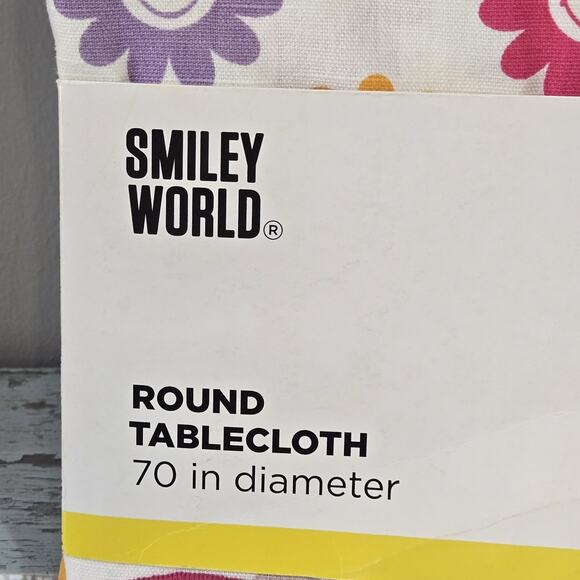 SMILEY
WORLD®
ROUND
TABLECLOTH
70 in diameter